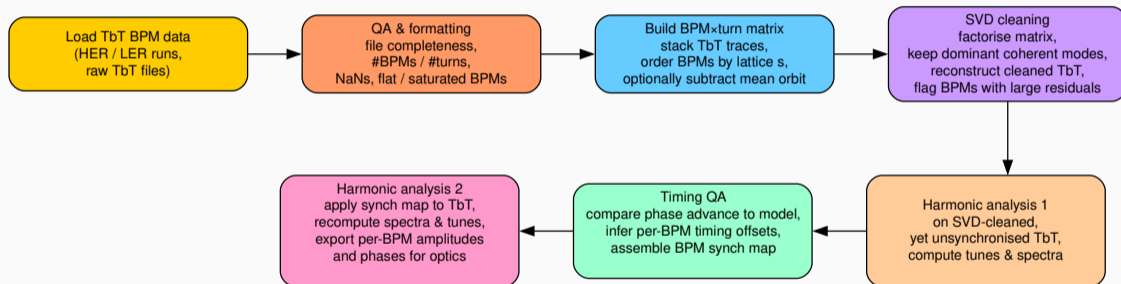 Load TbT BPM data
(HER / LER runs,
raw TbT files)
QA & formatting
file completeness,
#BPMs / #turns,
NaNs, flat / saturated BPMs
Build BPM×turn matrix
stack TbT traces,
order BPMs by lattice s,
optionally subtract mean orbit
SVD cleaning
factorise matrix,
keep dominant coherent modes,
reconstruct cleaned TbT,
flag BPMs with large residuals
Harmonic analysis 1
on SVD-cleaned,
yet unsynchronised TbT,
compute tunes & spectra
Timing QA
compare phase advance to model,
infer per-BPM timing offsets,
assemble BPM synch map
Harmonic analysis 2
apply synch map to TbT,
recompute spectra & tunes,
export per-BPM amplitudes
and phases for optics